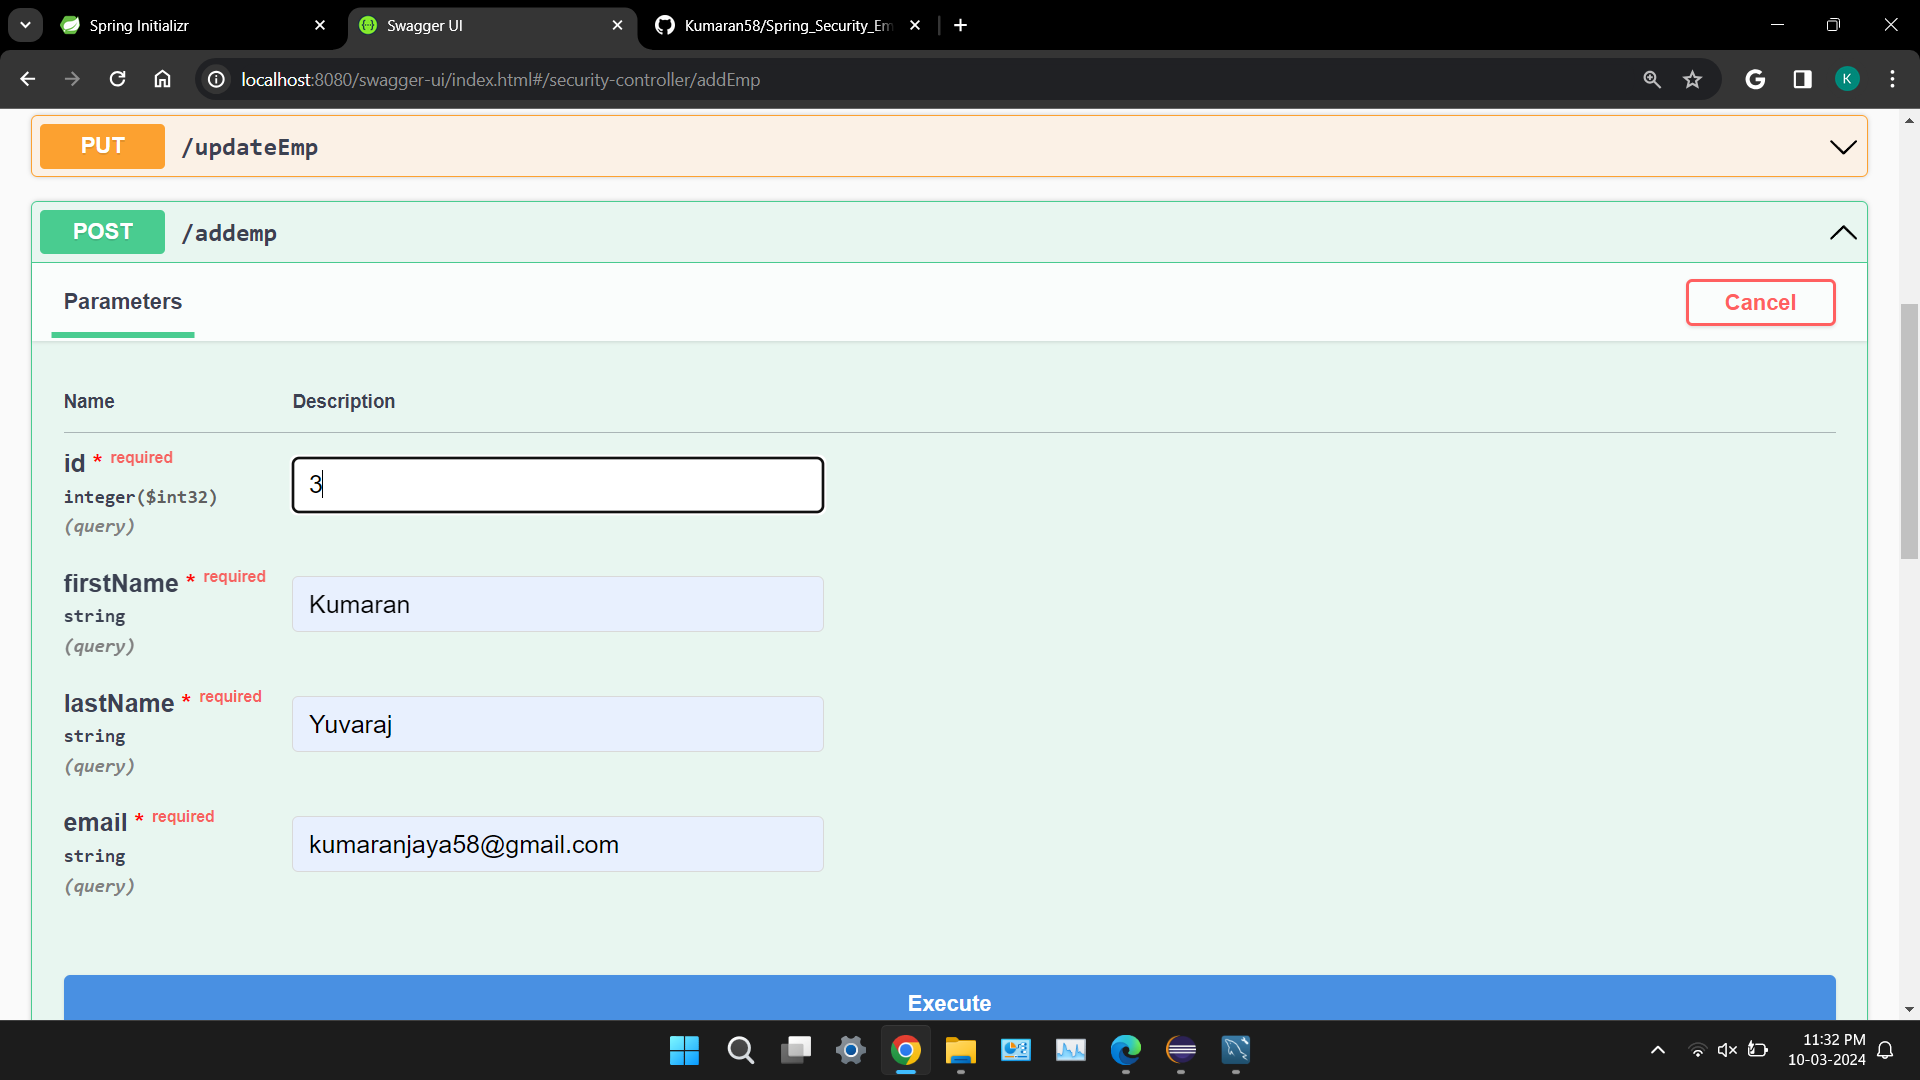 Spring Initializr
Swagger UI
Kumaran58/Spring_Security_Em
localhost:8080/swagger-ui/index.html#/security-controller/addEmp
K
PUT /updateEmp
POST /addemp
Parameters
Cancel
Name Description
id * required
integer($int32)
(query)
3
firstName * required
string
(query)
Kumaran
lastName * required
string
(query)
Yuvaraj
email * required
string
(query)
kumaranjaya58@gmail.com
Execute
11:32 PM
10-03-2024